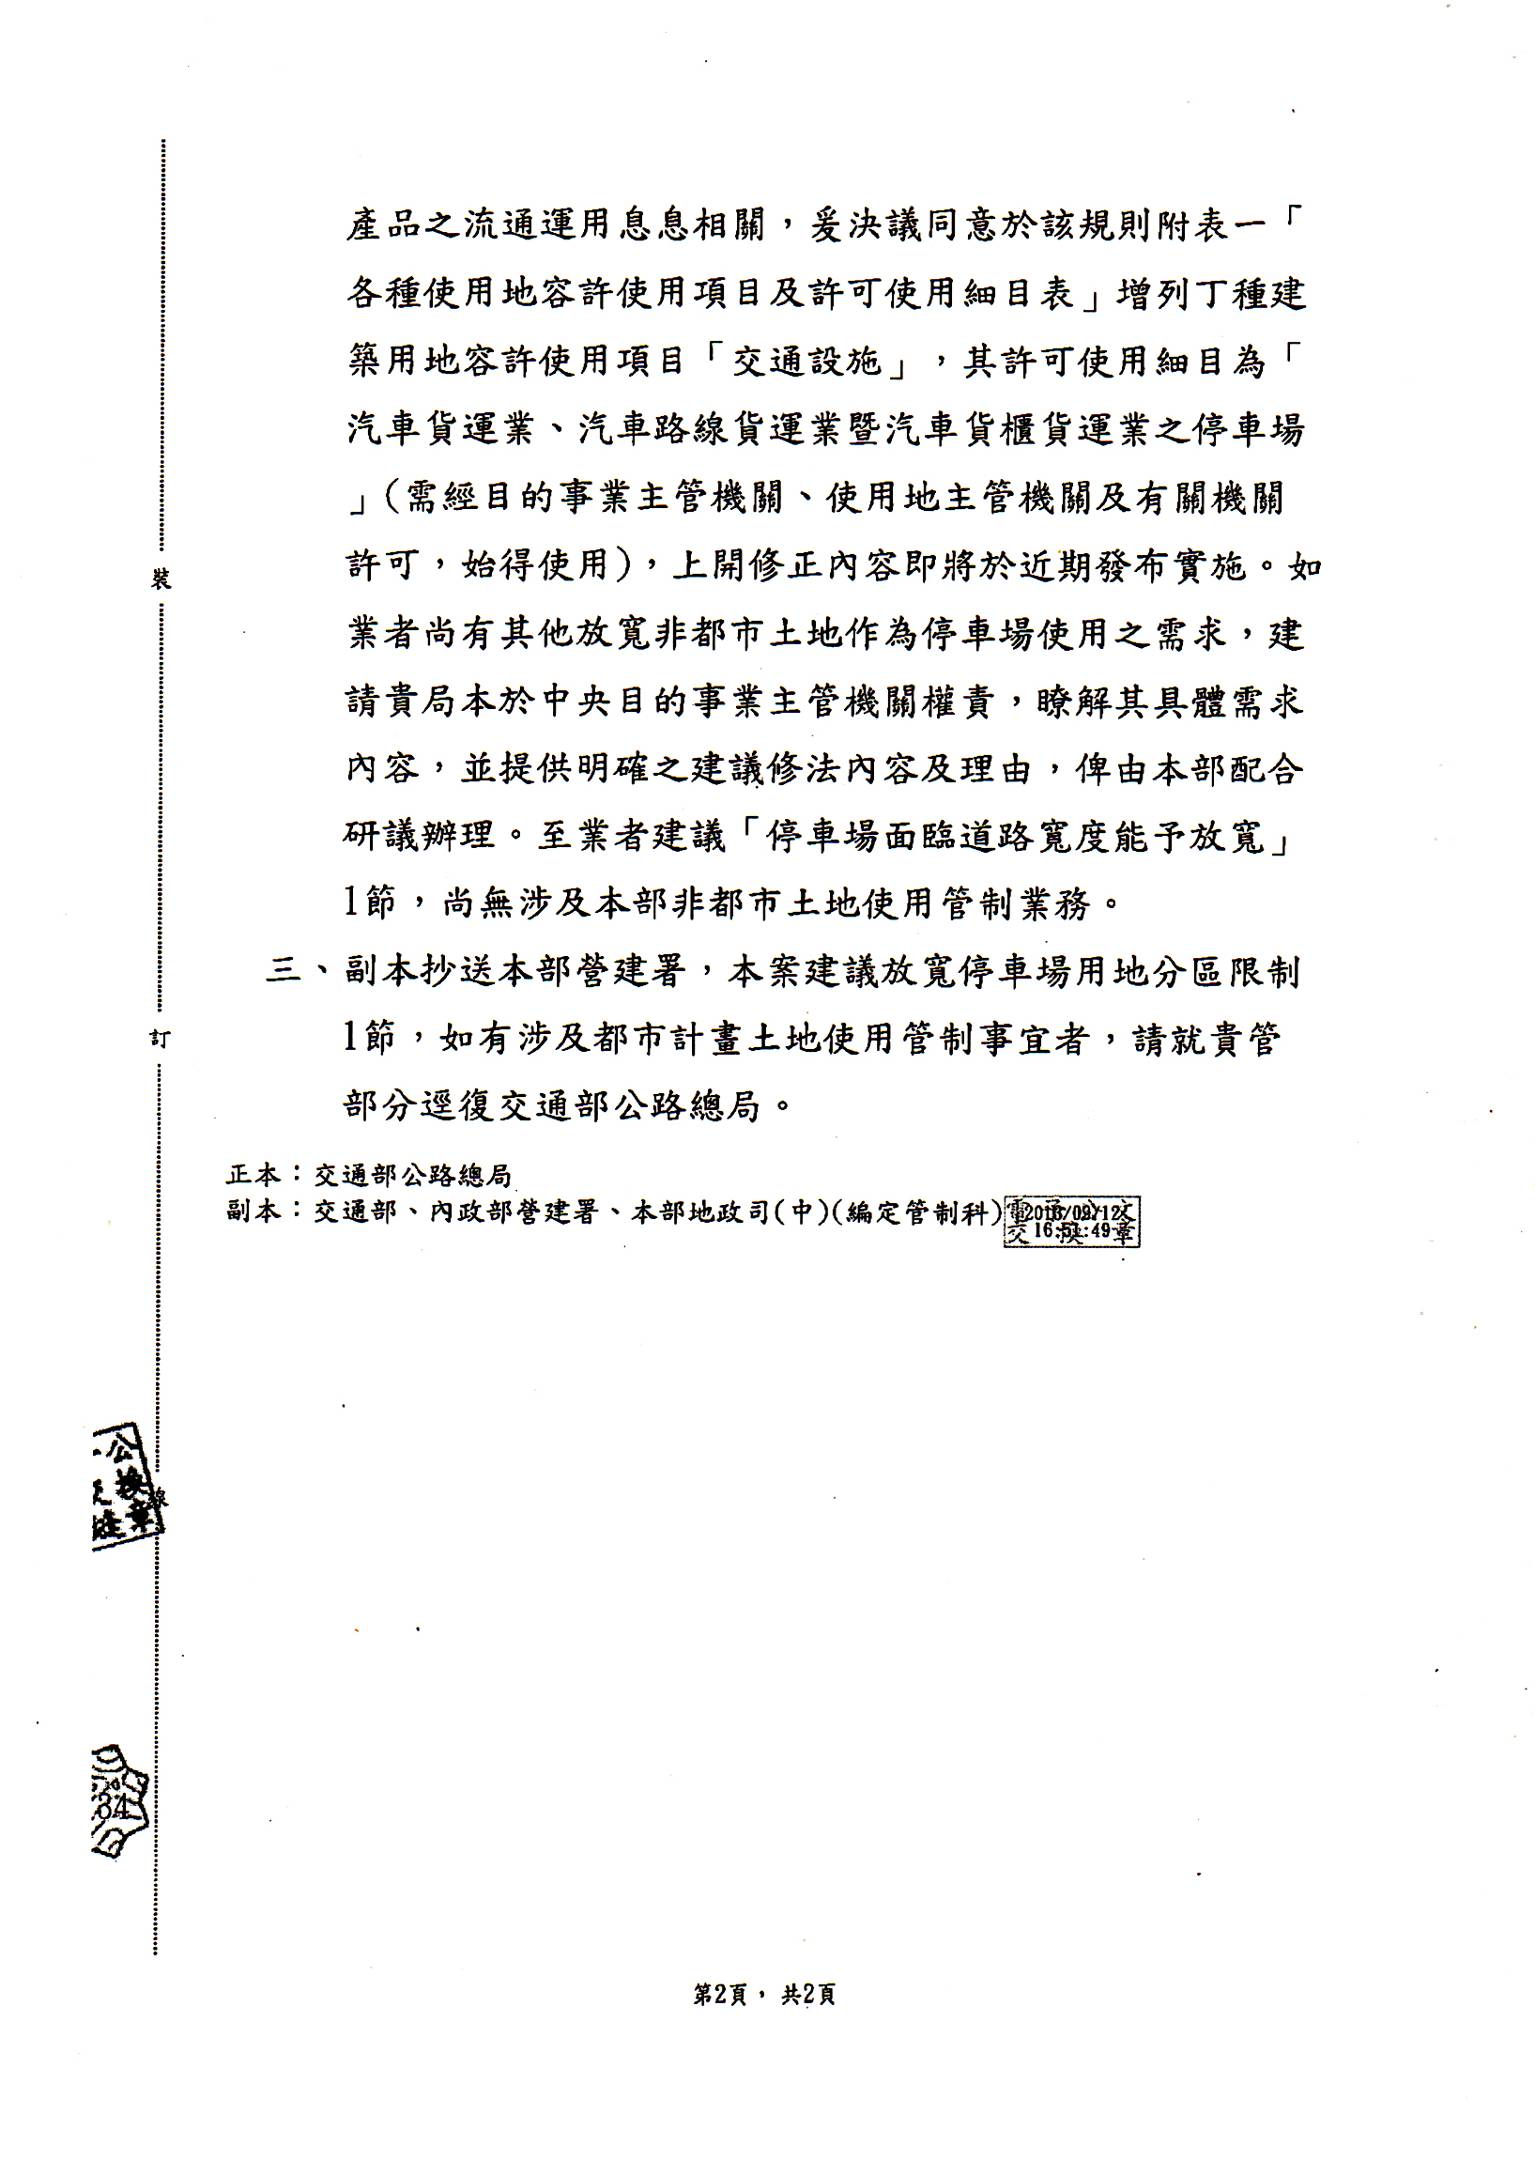 產品之流通運用息息相關，爰決議同意於該規則附表一「
各種使用地容許使用項目及許可使用細目表」增列丁種建
築用地容許使用項目「交通設施」，其許可使用細目為「
汽車貨運業、汽車路線貨運業暨汽車貨櫃貨運業之停車場
」(需經目的事業主管機關、使用地主管機關及有關機關
許可，始得使用)，上開修正內容即將於近期發布實施。如
業者尚有其他放寬非都市土地作為停車場使用之需求，建
請貴局本於中央目的事業主管機關權責，瞭解其具體需求
內容，並提供明確之建議修法內容及理由，俾由本部配合
研議辦理。至業者建議「停車場面臨道路寬度能予放寬」
1節，尚無涉及本部非都市土地使用管制業務。
三、副本抄送本部營建署，本案建議放寬停車場用地分區限制
1節，如有涉及都市計畫土地使用管制事宜者，請就貴管
部分逕復交通部公路總局。
正本：交通部公路總局
副本：交通部、內政部營建署、本部地政司(中)(編定管制科)
文
交 換 章
16:51:49
裝
訂
線
公
換
章
34
第2頁，共2頁